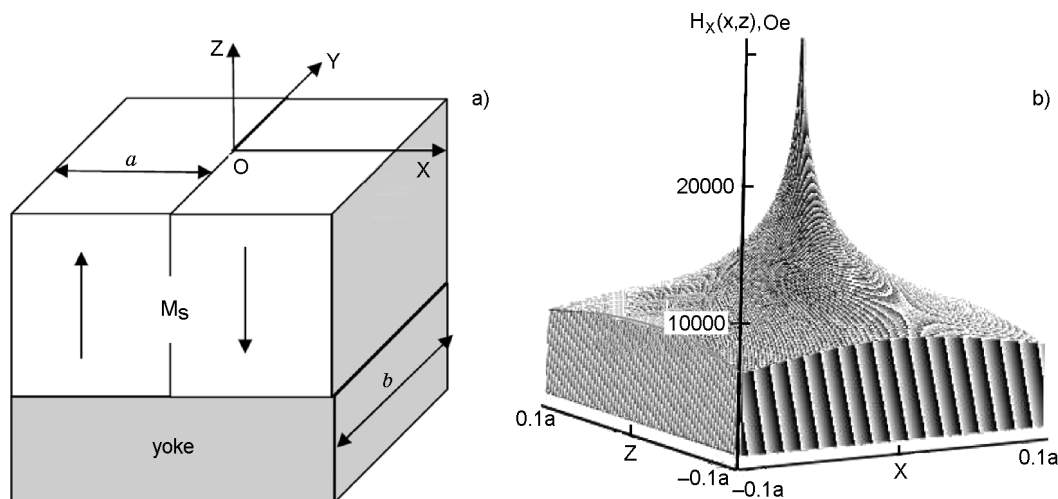 a)
Z
Y
a
O
X
M_S
b
yoke
b)
H_X(x,z),Oe
20000
10000
0.1a
Z
–0.1a
–0.1a
X
0.1a